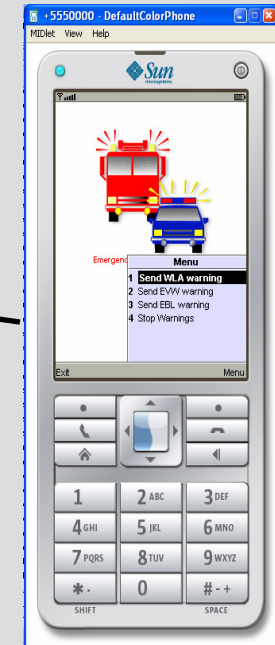 +5550000 - DefaultColorPhone
MIDlet View Help
Sun
microsystems
Emergenc
Menu
1 Send WLA warning
2 Send EVW warning
3 Send EBL warning
4 Stop Warnings
Exit Menu
1 2 ABC 3 DEF
4 GHI 5 JKL 6 MNO
7 PQRS 8 TUV 9 WXYZ
* . 0 # - +
SHIFT SPACE